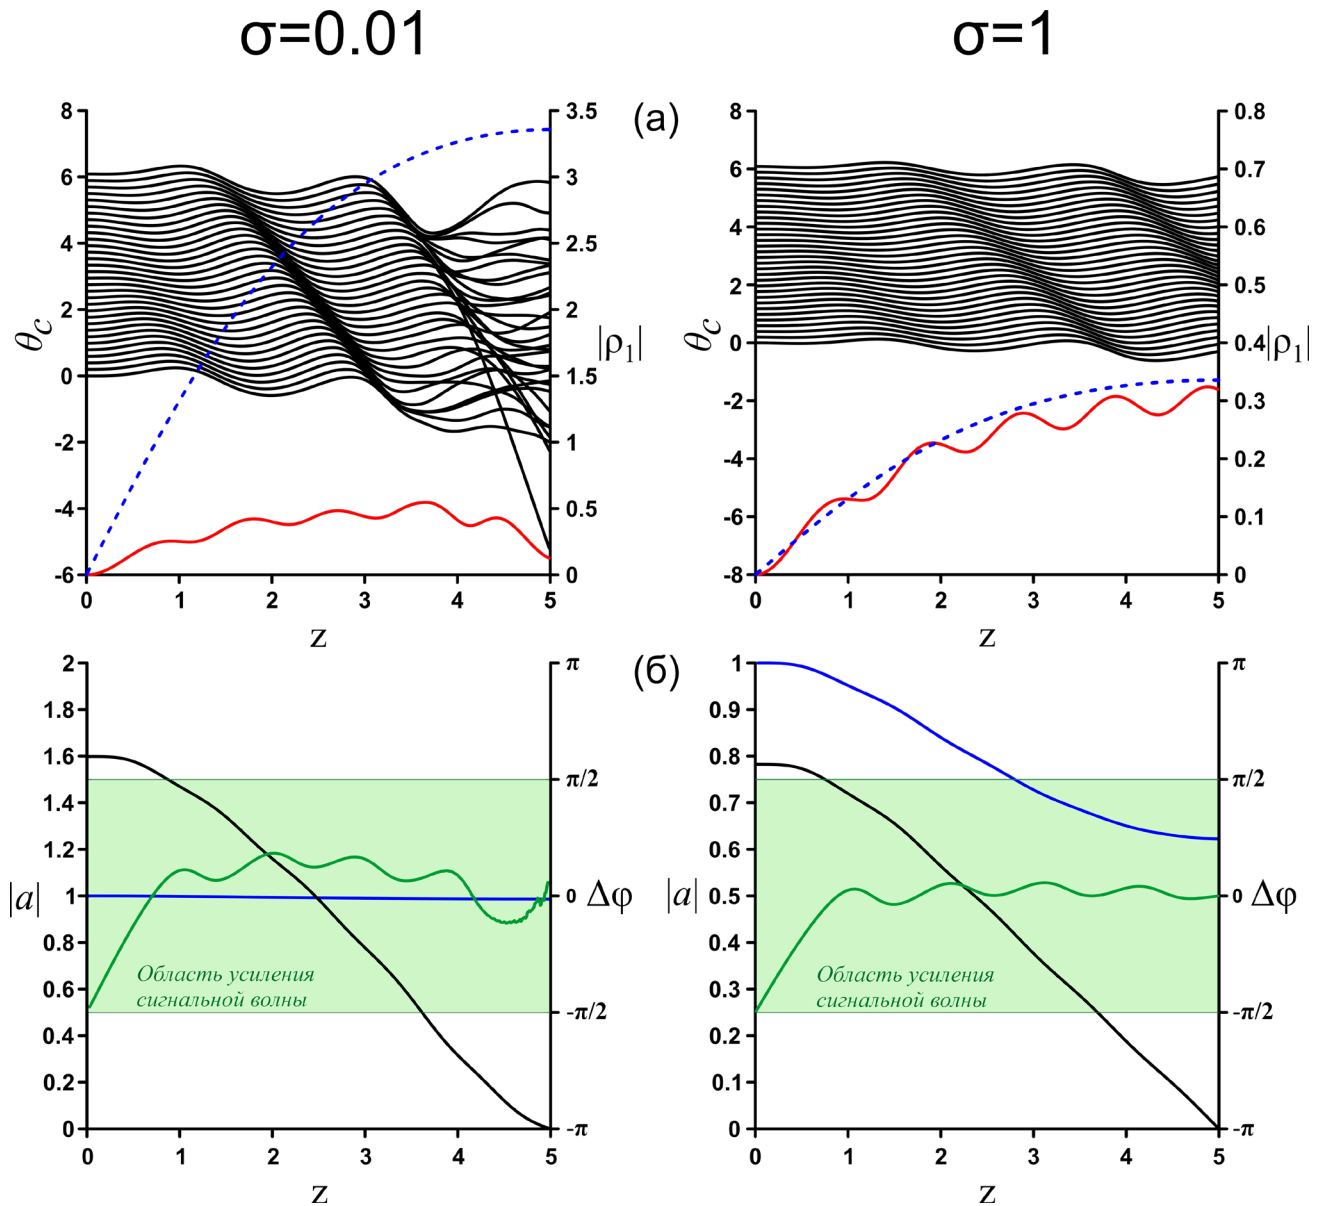 σ=0.01
σ=1
(а)
8
6
4
2
0
-2
-4
-6
θc
3.5
3
2.5
2
1.5
1
0.5
0
|ρ1|
0 1 2 3 4 5
z
8
6
4
2
0
-2
-4
-6
-8
θc
0.8
0.7
0.6
0.5
0.4
0.3
0.2
0.1
0
|ρ1|
0 1 2 3 4 5
z
(б)
2
1.8
1.6
1.4
1.2
1
0.8
0.6
0.4
0.2
0
|a|
π
π/2
0
-π/2
-π
Δφ
Область усиления
сигнальной волны
0 1 2 3 4 5
z
1
0.9
0.8
0.7
0.6
0.5
0.4
0.3
0.2
0.1
0
|a|
π
π/2
0
-π/2
-π
Δφ
Область усиления
сигнальной волны
0 1 2 3 4 5
z